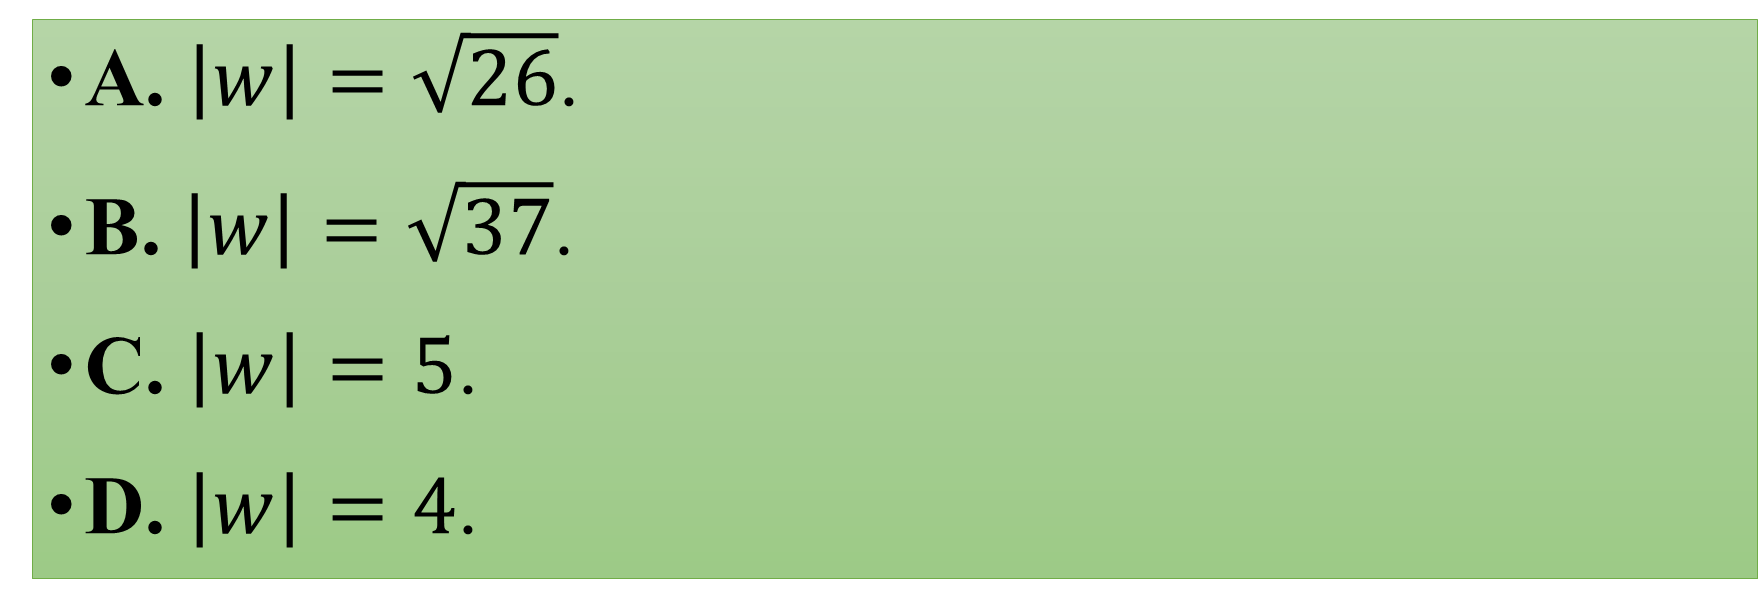 • A. |w| = √26.
• B. |w| = √37.
• C. |w| = 5.
• D. |w| = 4.